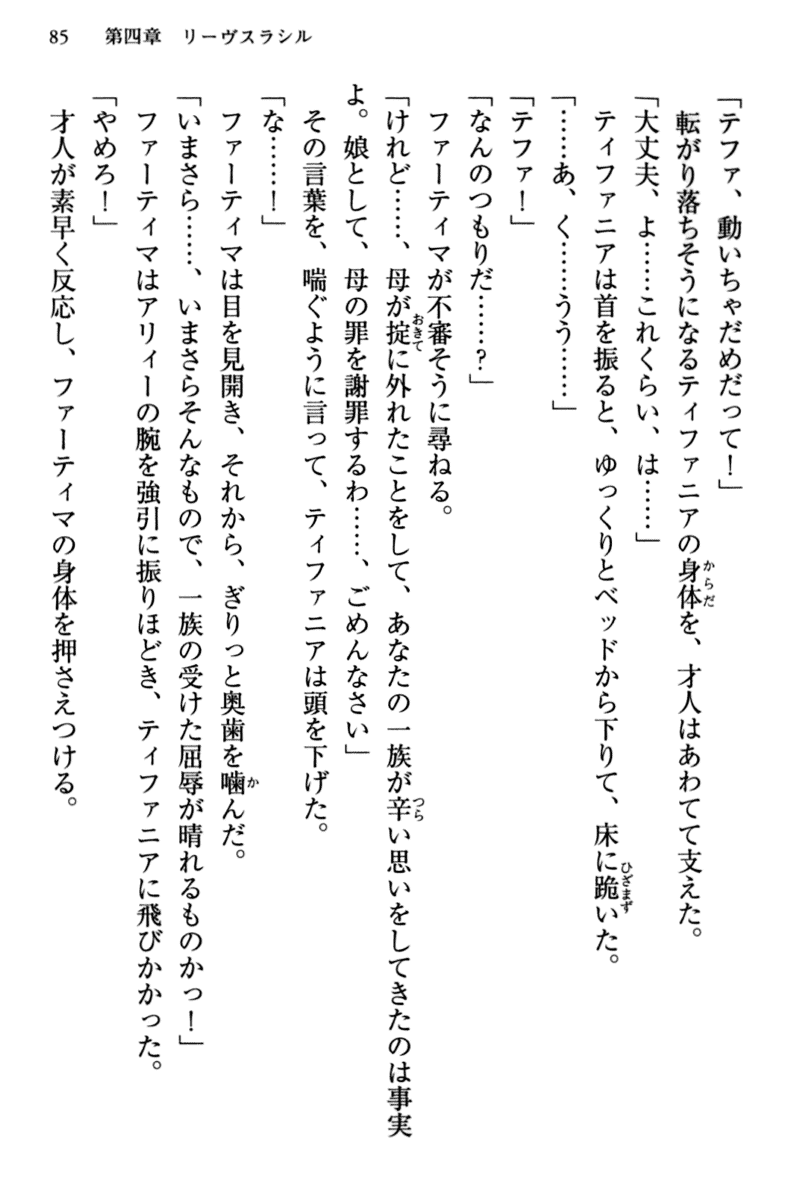 85　第四章　リーヴスラシル
「テファ、動いちゃだめだって！」
転がり落ちそうになるティファニアの身体を、才人はあわてて支えた。
「大丈夫、よ……これくらい、は……」
ティファニアは首を振ると、ゆっくりとベッドから下りて、床に跪いた。
「……あ、く……うう……」
「テファ！」
「なんのつもりだ……？」
ファーティマが不審そうに尋ねる。
「けれど……、母が掟に外れたことをして、あなたの一族が辛い思いをしてきたのは事実
よ。娘として、母の罪を謝罪するわ……、ごめんなさい」
その言葉を、喘ぐように言って、ティファニアは頭を下げた。
「な……！」
ファーティマは目を見開き、それから、ぎりっと奥歯を噛んだ。
「いまさら……、いまさらそんなもので、一族の受けた屈辱が晴れるものかっ！」
ファーティマはアリィーの腕を強引に振りほどき、ティファニアに飛びかかった。
「やめろ！」
才人が素早く反応し、ファーティマの身体を押さえつける。